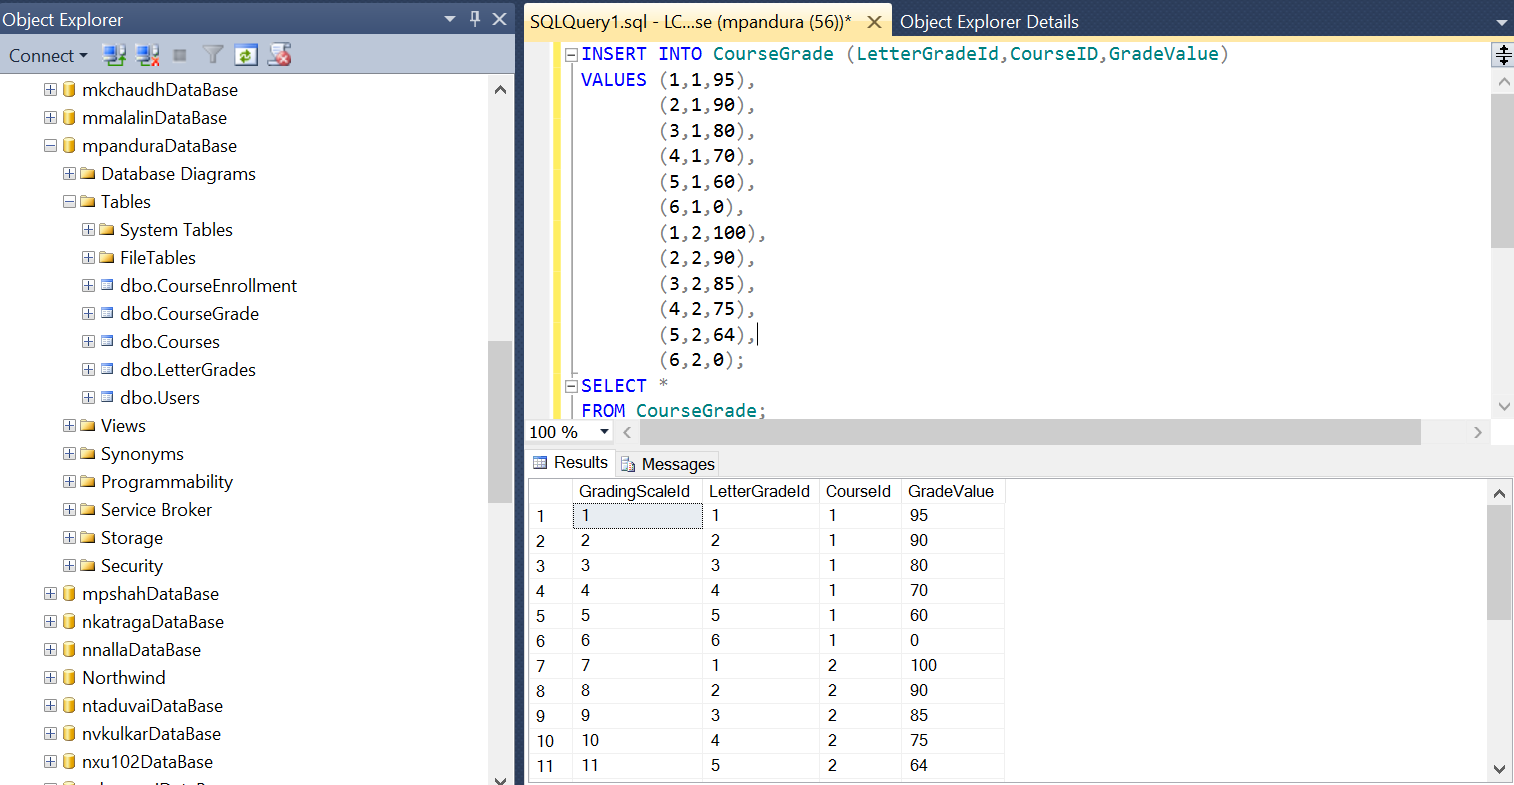 Object Explorer
Connect
mkchaudhDataBase
mmalalinDataBase
mpanduraDataBase
Database Diagrams
Tables
System Tables
FileTables
dbo.CourseEnrollment
dbo.CourseGrade
dbo.Courses
dbo.LetterGrades
dbo.Users
Views
Synonyms
Programmability
Service Broker
Storage
Security
mpshahDataBase
nkatragaDataBase
nnallaDataBase
Northwind
ntaduvaiDataBase
nvkulkarDataBase
nxu102DataBase
SQLQuery1.sql - LC...se (mpandura (56))* Object Explorer Details
INSERT INTO CourseGrade (LetterGradeId,CourseID,GradeValue)
VALUES (1,1,95),
(2,1,90),
(3,1,80),
(4,1,70),
(5,1,60),
(6,1,0),
(1,2,100),
(2,2,90),
(3,2,85),
(4,2,75),
(5,2,64),
(6,2,0);
SELECT *
FROM CourseGrade;
100 %
Results Messages
GradingScaleId LetterGradeId CourseId GradeValue
1 1 1 1 95
2 2 2 1 90
3 3 3 1 80
4 4 4 1 70
5 5 5 1 60
6 6 6 1 0
7 7 1 2 100
8 8 2 2 90
9 9 3 2 85
10 10 4 2 75
11 11 5 2 64